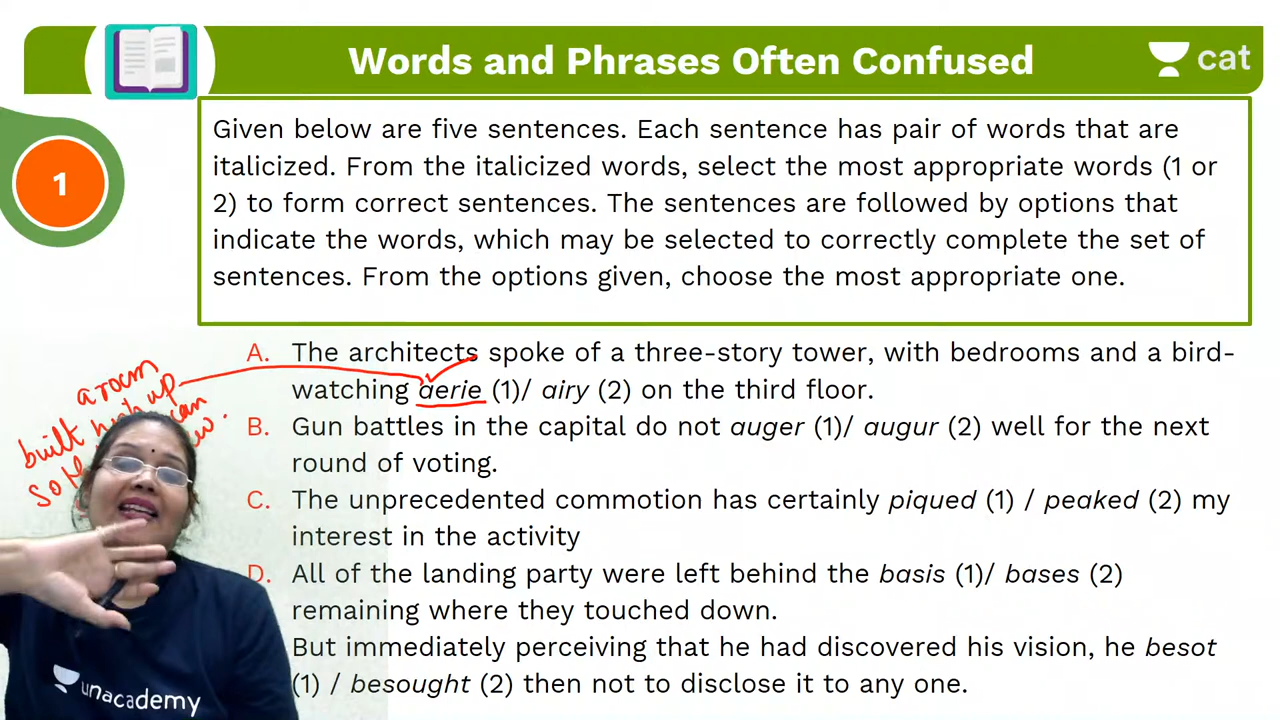 Words and Phrases Often Confused
cat
1
Given below are five sentences. Each sentence has pair of words that are
italicized. From the italicized words, select the most appropriate words (1 or
2) to form correct sentences. The sentences are followed by options that
indicate the words, which may be selected to correctly complete the set of
sentences. From the options given, choose the most appropriate one.
A. The architects spoke of a three-story tower, with bedrooms and a bird-
watching aerie (1)/ airy (2) on the third floor.
B. Gun battles in the capital do not auger (1)/ augur (2) well for the next
round of voting.
C. The unprecedented commotion has certainly piqued (1) / peaked (2) my
interest in the activity
D. All of the landing party were left behind the basis (1)/ bases (2)
remaining where they touched down.
But immediately perceiving that he had discovered his vision, he besot
(1) / besought (2) then not to disclose it to any one.
a room
built up
so can
unacademy